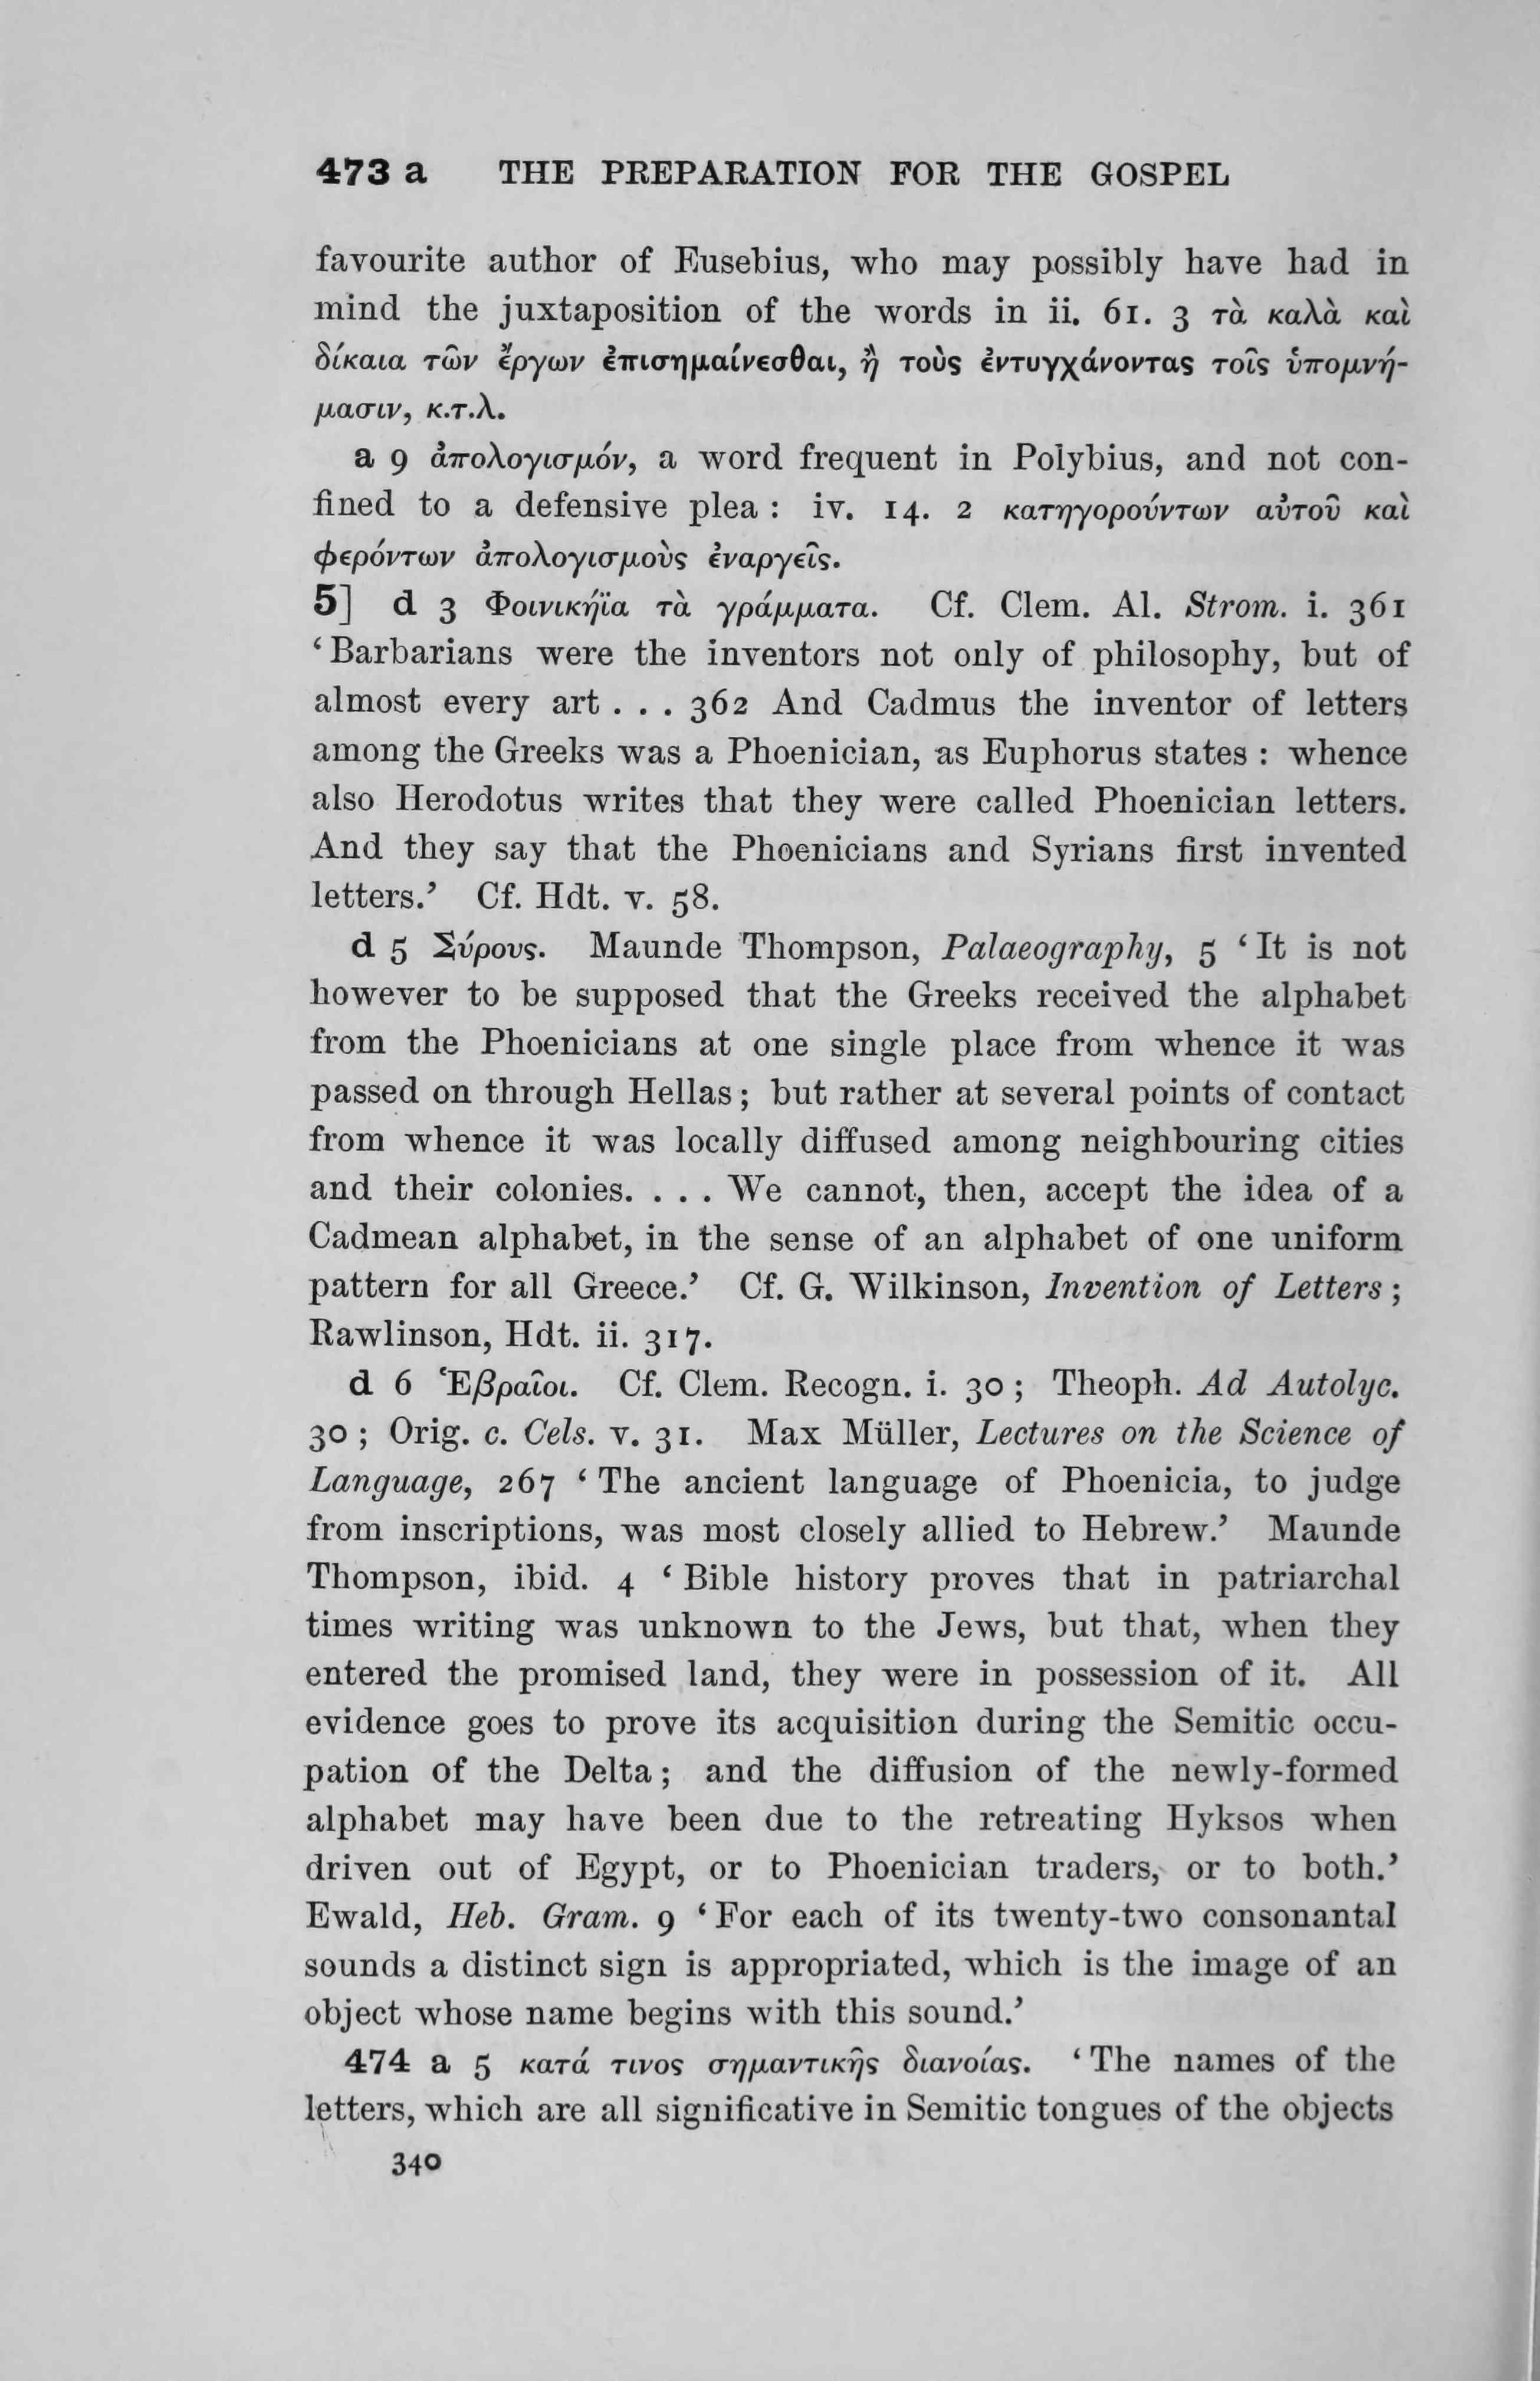 473 a THE PREPARATION FOR THE GOSPEL
favourite author of Eusebius, who may possibly have had in
mind the juxtaposition of the words in ii. 61. 3 τὰ καλὰ καὶ
δίκαια τῶν ἔργων ἐπισημαίνεσθαι, ἢ τοὺς ἐντυγχάνοντας τοῖς ὑπομνή-
μασιν, κ.τ.λ.
a 9 ἀπολογισμόν, a word frequent in Polybius, and not con-
fined to a defensive plea : iv. 14. 2 κατηγορούντων αὐτοῦ καὶ
φερόντων ἀπολογισμοὺς ἐναργεῖς.
5] d 3 Φοινικήϊα τὰ γράμματα. Cf. Clem. Al. Strom. i. 361
‘Barbarians were the inventors not only of philosophy, but of
almost every art . . . 362 And Cadmus the inventor of letters
among the Greeks was a Phoenician, as Euphorus states : whence
also Herodotus writes that they were called Phoenician letters.
And they say that the Phoenicians and Syrians first invented
letters.’ Cf. Hdt. v. 58.
d 5 Σύρους. Maunde Thompson, Palaeography, 5 ‘It is not
however to be supposed that the Greeks received the alphabet
from the Phoenicians at one single place from whence it was
passed on through Hellas ; but rather at several points of contact
from whence it was locally diffused among neighbouring cities
and their colonies. . . . We cannot, then, accept the idea of a
Cadmean alphabet, in the sense of an alphabet of one uniform
pattern for all Greece.’ Cf. G. Wilkinson, Invention of Letters ;
Rawlinson, Hdt. ii. 317.
d 6 Ἑβραῖοι. Cf. Clem. Recogn. i. 30 ; Theoph. Ad Autolyc.
30 ; Orig. c. Cels. v. 31. Max Müller, Lectures on the Science of
Language, 267 ‘The ancient language of Phoenicia, to judge
from inscriptions, was most closely allied to Hebrew.’ Maunde
Thompson, ibid. 4 ‘Bible history proves that in patriarchal
times writing was unknown to the Jews, but that, when they
entered the promised land, they were in possession of it. All
evidence goes to prove its acquisition during the Semitic occu-
pation of the Delta ; and the diffusion of the newly-formed
alphabet may have been due to the retreating Hyksos when
driven out of Egypt, or to Phoenician traders, or to both.’
Ewald, Heb. Gram. 9 ‘For each of its twenty-two consonantal
sounds a distinct sign is appropriated, which is the image of an
object whose name begins with this sound.’
474 a 5 κατά τινος σημαντικῆς διανοίας. ‘The names of the
letters, which are all significative in Semitic tongues of the objects
340